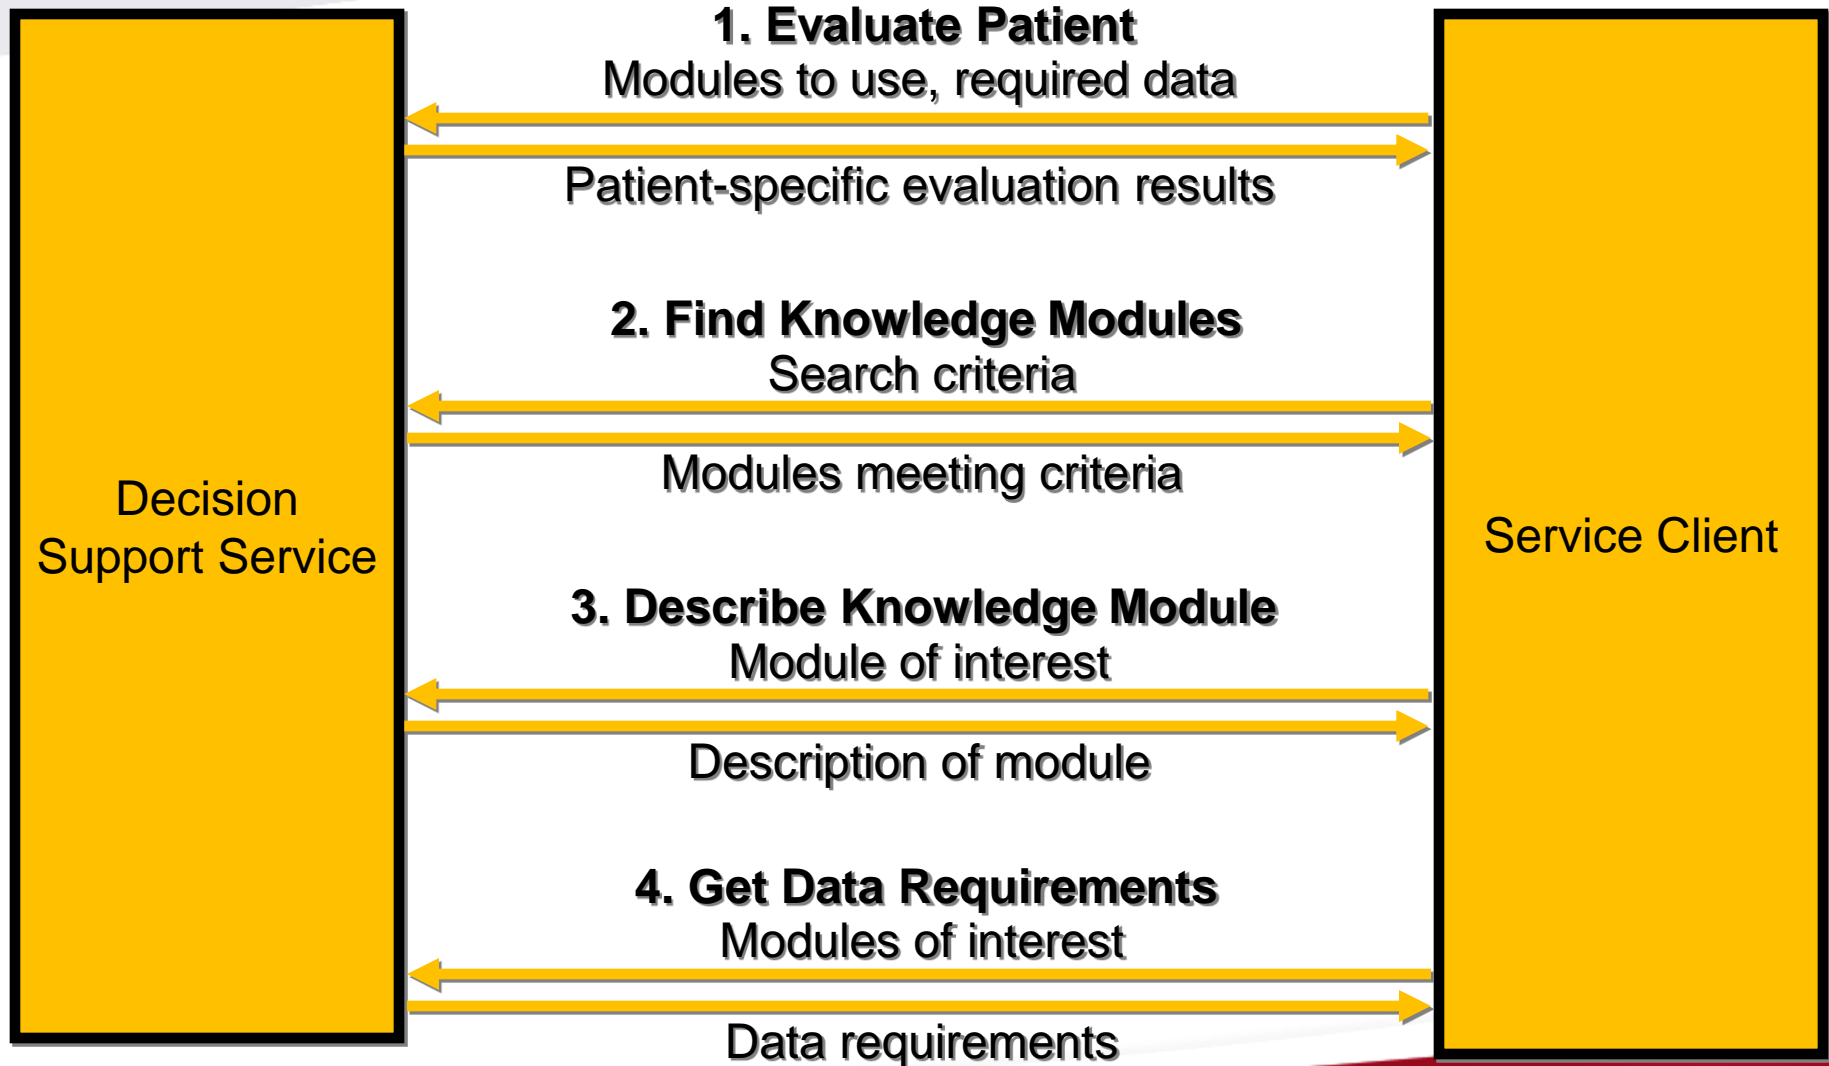 1. Evaluate Patient
Modules to use, required data
Patient-specific evaluation results
2. Find Knowledge Modules
Search criteria
Modules meeting criteria
Decision
Support Service
Service Client
3. Describe Knowledge Module
Module of interest
Description of module
4. Get Data Requirements
Modules of interest
Data requirements